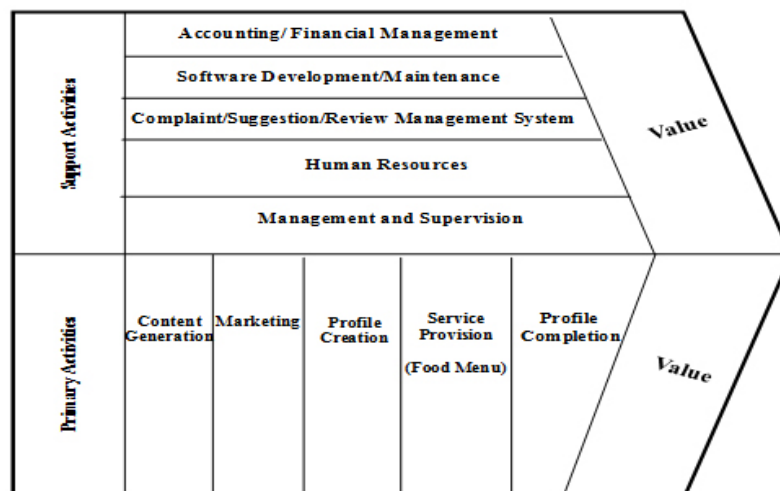 Support Activities
Accounting/ Financial Management
Software Development/Maintenance
Complaint/Suggestion/Review Management System
Human Resources
Management and Supervision
Value
Primary Activities
Content
Generation
Marketing
Profile
Creation
Service
Provision
(Food Menu)
Profile
Completion
Value